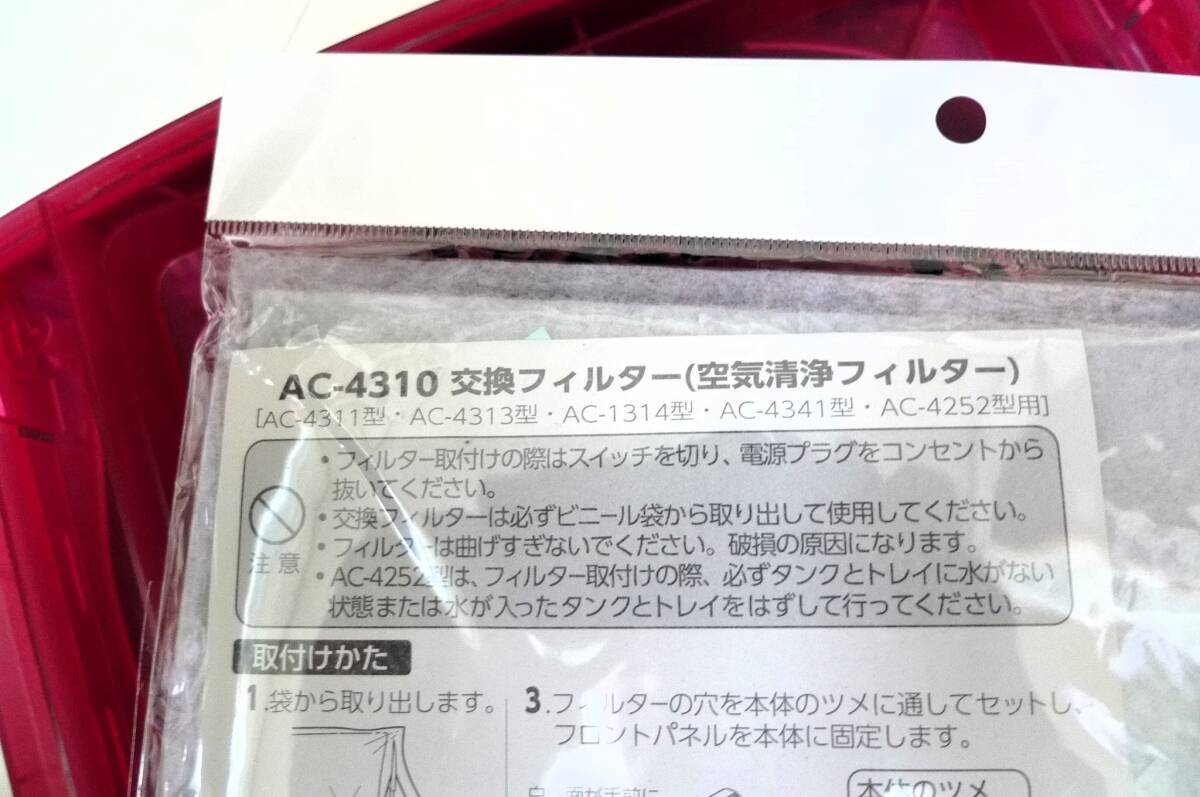 AC-4310 交換フィルター(空気清浄フィルター)
[AC-4311型・AC-4313型・AC-1314型・AC-4341型・AC-4252型用]
・フィルター取付けの際はスイッチを切り、電源プラグをコンセントから
抜いてください。
・交換フィルターは必ずビニール袋から取り出して使用してください。
・フィルターは曲げすぎないでください。破損の原因になります。
注意
・AC-4252型は、フィルター取付けの際、必ずタンクとトレイに水がない
状態または水が入ったタンクとトレイをはずして行ってください。
取付けかた
1.袋から取り出します。
3.フィルターの穴を本体のツメに通してセットし、
フロントパネルを本体に固定します。
白い面が手前に
本体のツメ